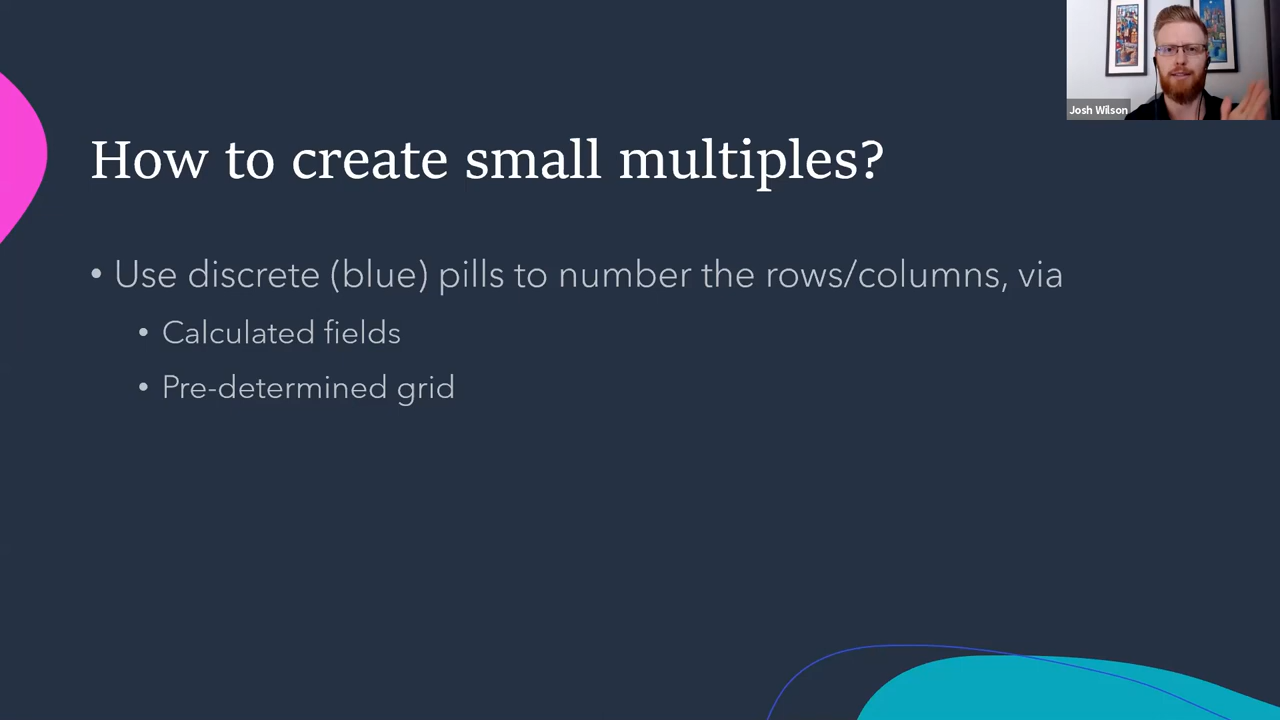 Josh Wilson
How to create small multiples?
• Use discrete (blue) pills to number the rows/columns, via
• Calculated fields
• Pre-determined grid